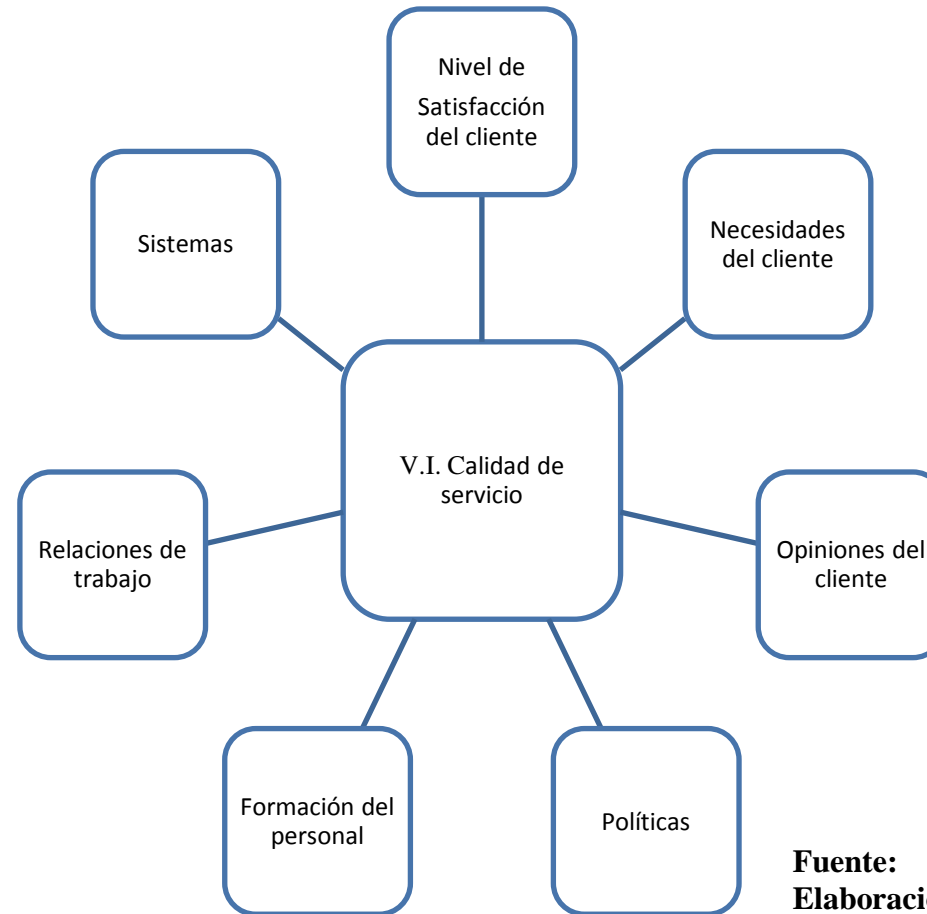 Nivel de
Satisfacción
del cliente
Sistemas
Necesidades
del cliente
V.I. Calidad de
servicio
Relaciones de
trabajo
Opiniones del
cliente
Formación del
personal
Políticas
Fuente: